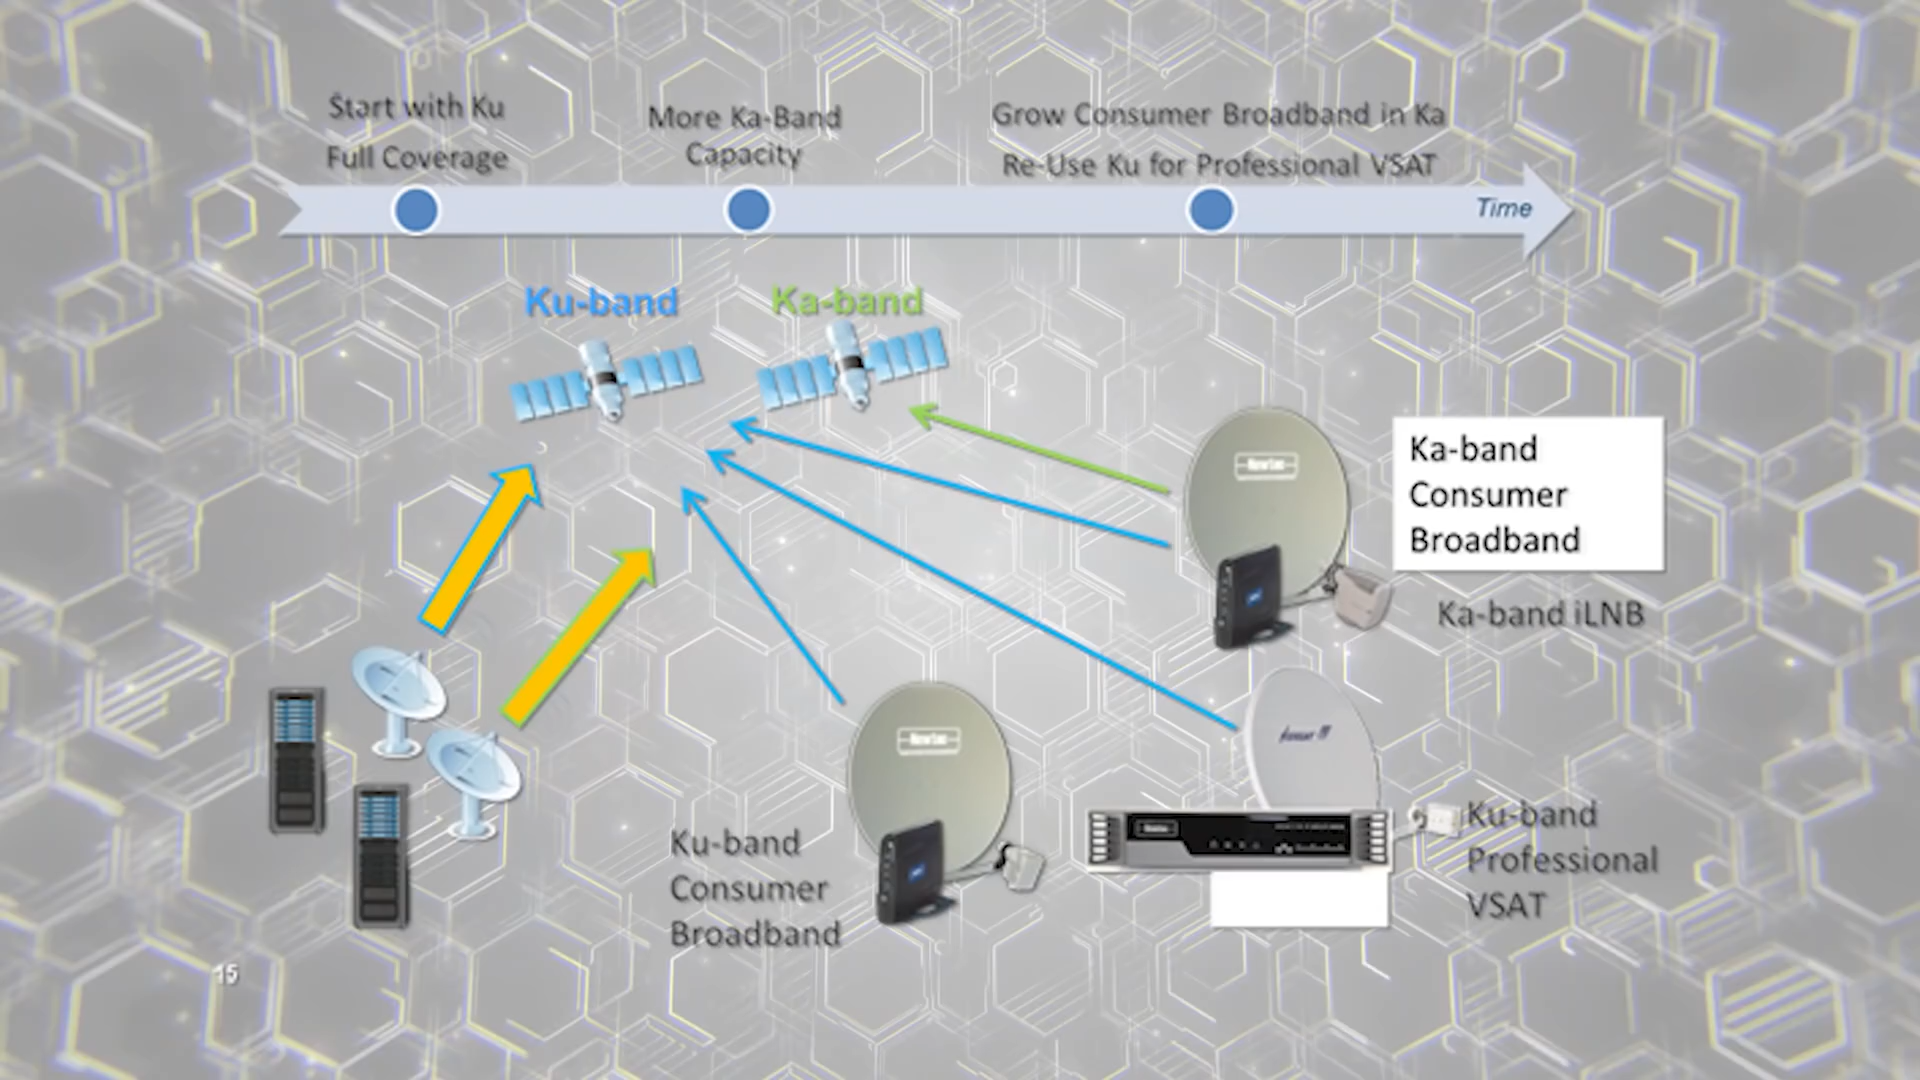 Start with Ku
Full Coverage
More Ka-Band
Capacity
Grow Consumer Broadband in Ka
Re-Use Ku for Professional VSAT
Time
Ku-band
Ka-band
Ka-band
Consumer
Broadband
Ka-band iLNB
Newtec
Newtec
Ku-band
Consumer
Broadband
Ku-band
Professional
VSAT
15